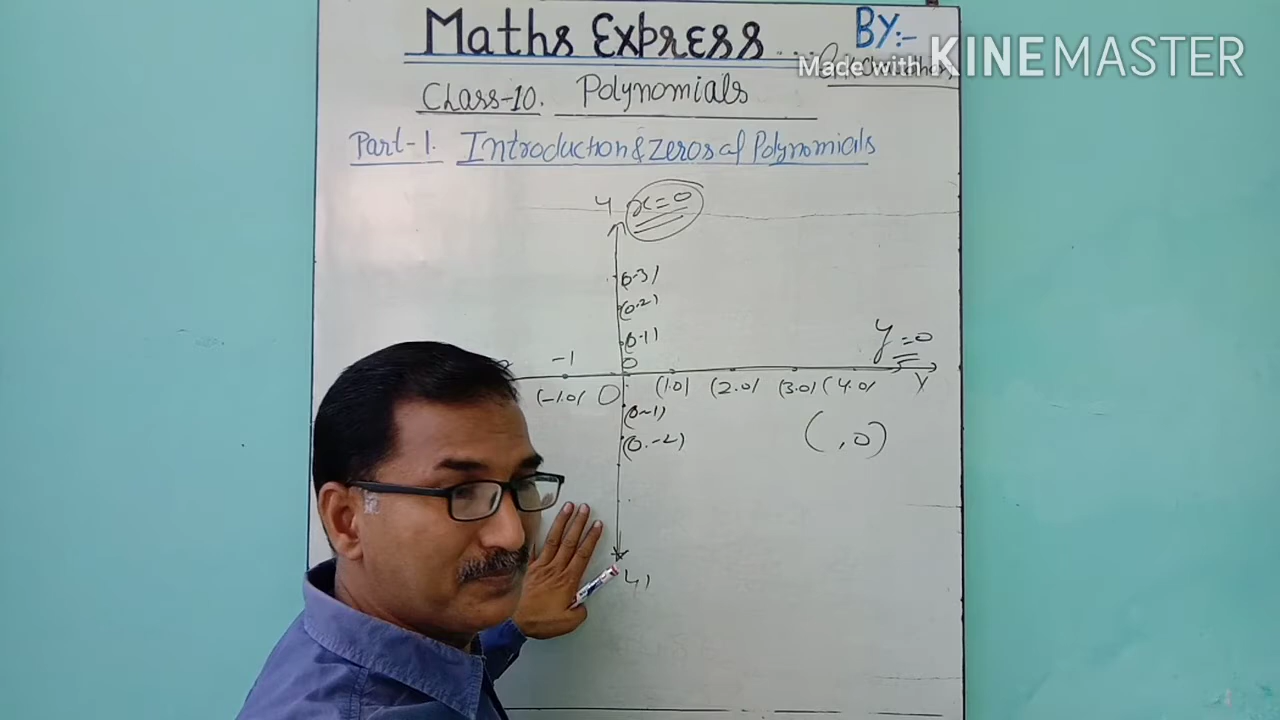 Maths Express ... BY:-
Made with KINEMASTER
Class-10. Polynomials
Part-1. Introduction & Zeros of Polynomials
y x=0
(0.3)
(0.2)
(0.1)
y=0
-1 0
(-1.0) O (1.0) (2.0) (3.0) (4.0) Y
(0-1)
( ,0)
(0.-2)
y1